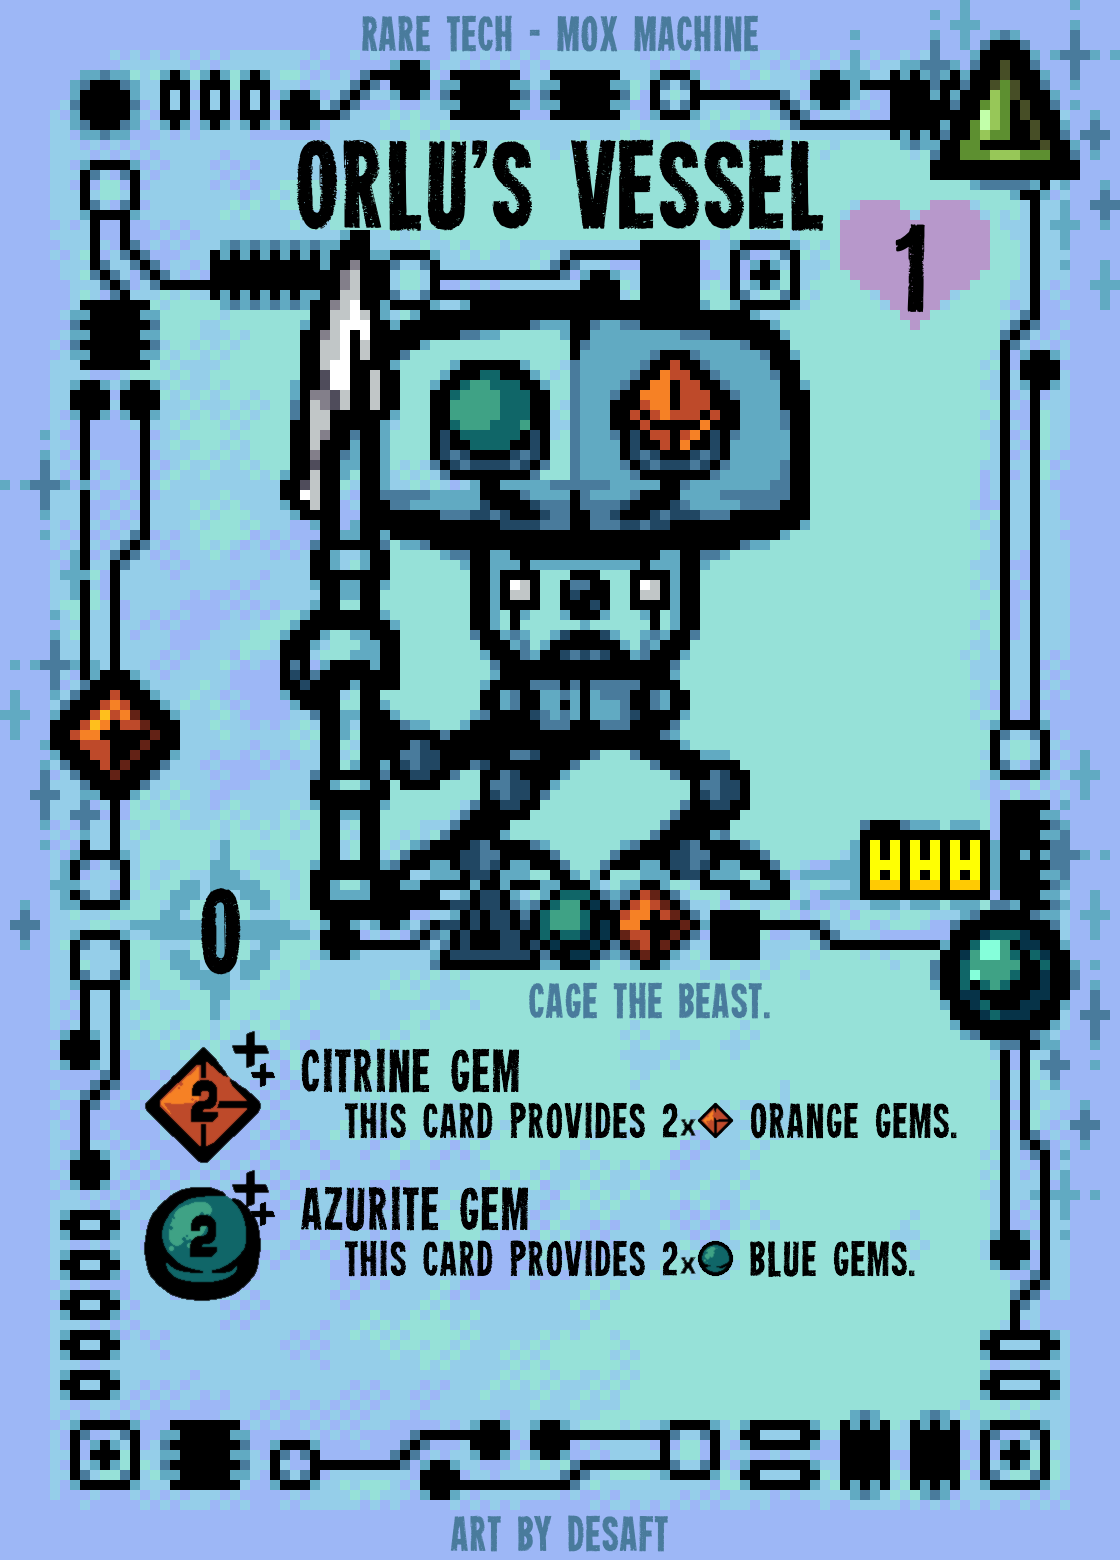 RARE TECH - MOX MACHINE
ORLU'S VESSEL
1
0
CAGE THE BEAST.
2
CITRINE GEM
THIS CARD PROVIDES 2x ORANGE GEMS.
2
AZURITE GEM
THIS CARD PROVIDES 2x BLUE GEMS.
ART BY DESAFT